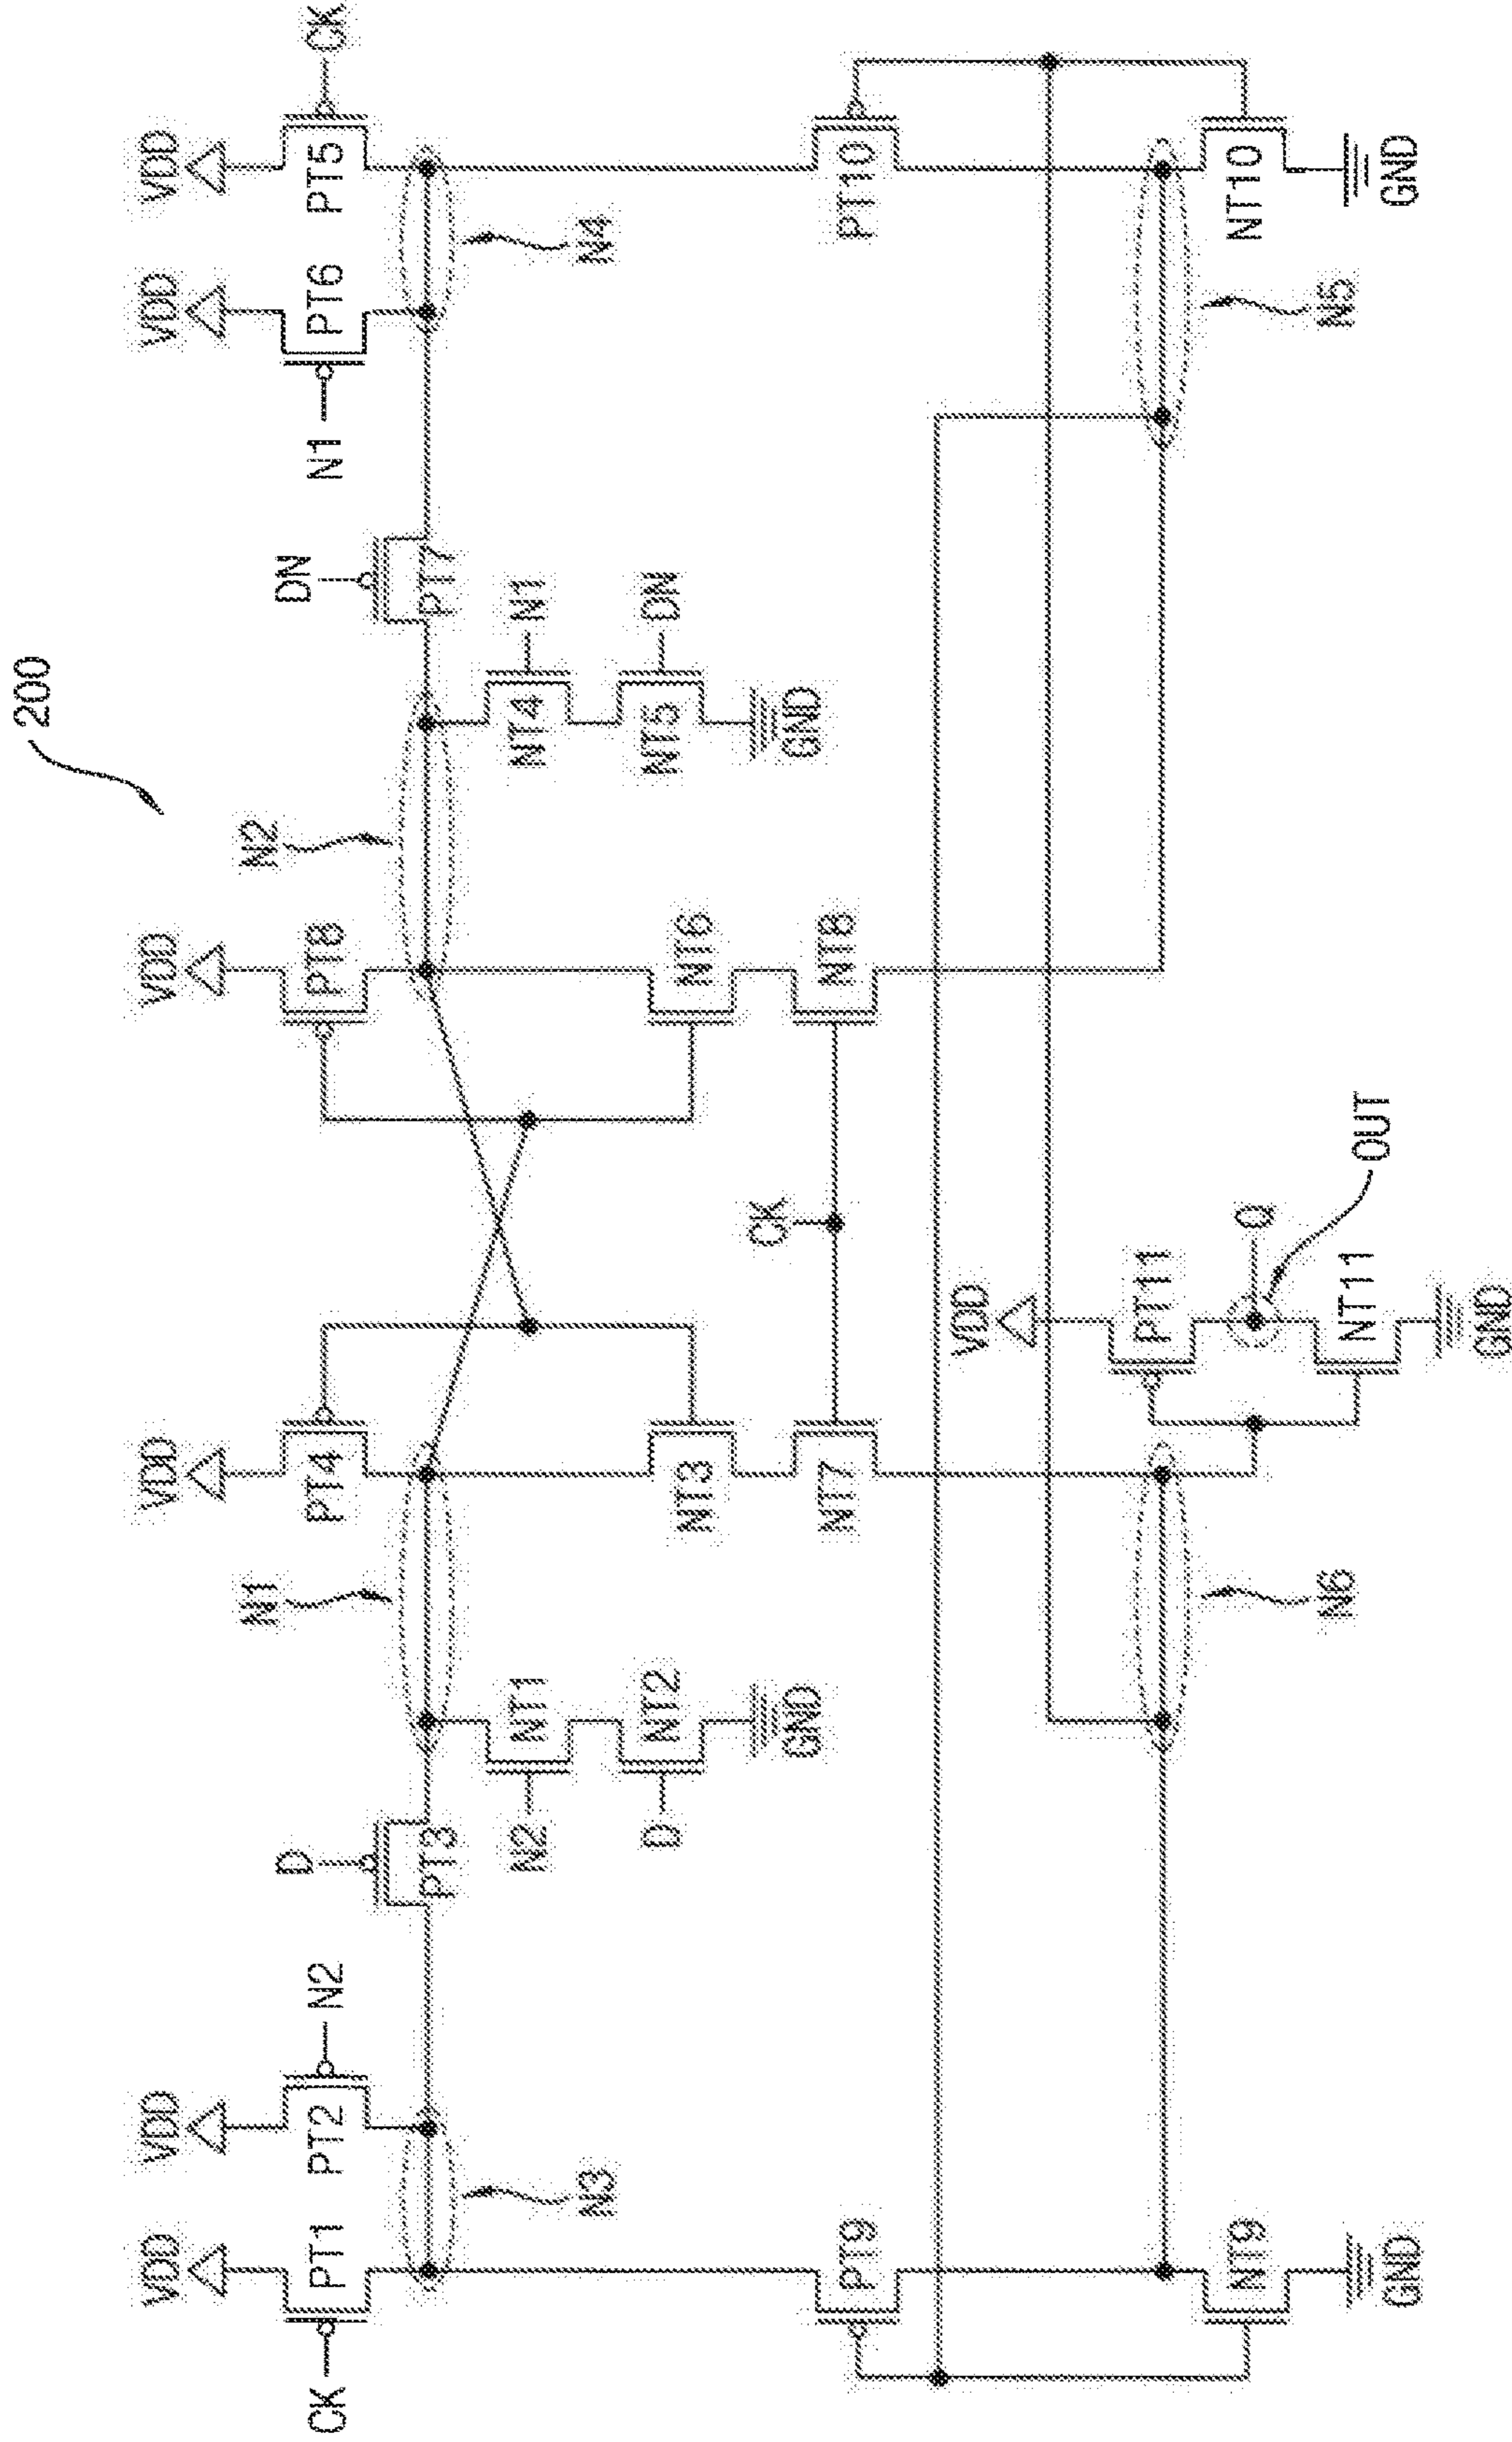 200
VDD
VDD
VDD
VDD
VDD
VDD
N1
N2
D
DN
CK
PT1
PT2
N2
PT4
PT8
N1
PT6
PT5
CK
PT3
PT7
N2
NT1
NT4
N1
N3
N4
D
NT2
NT5
DN
NT3
NT6
CK
GND
GND
NT7
NT8
PT9
PT10
VDD
PT11
NT9
Q
NT10
N6
N5
NT11
OUT
GND
GND
GND